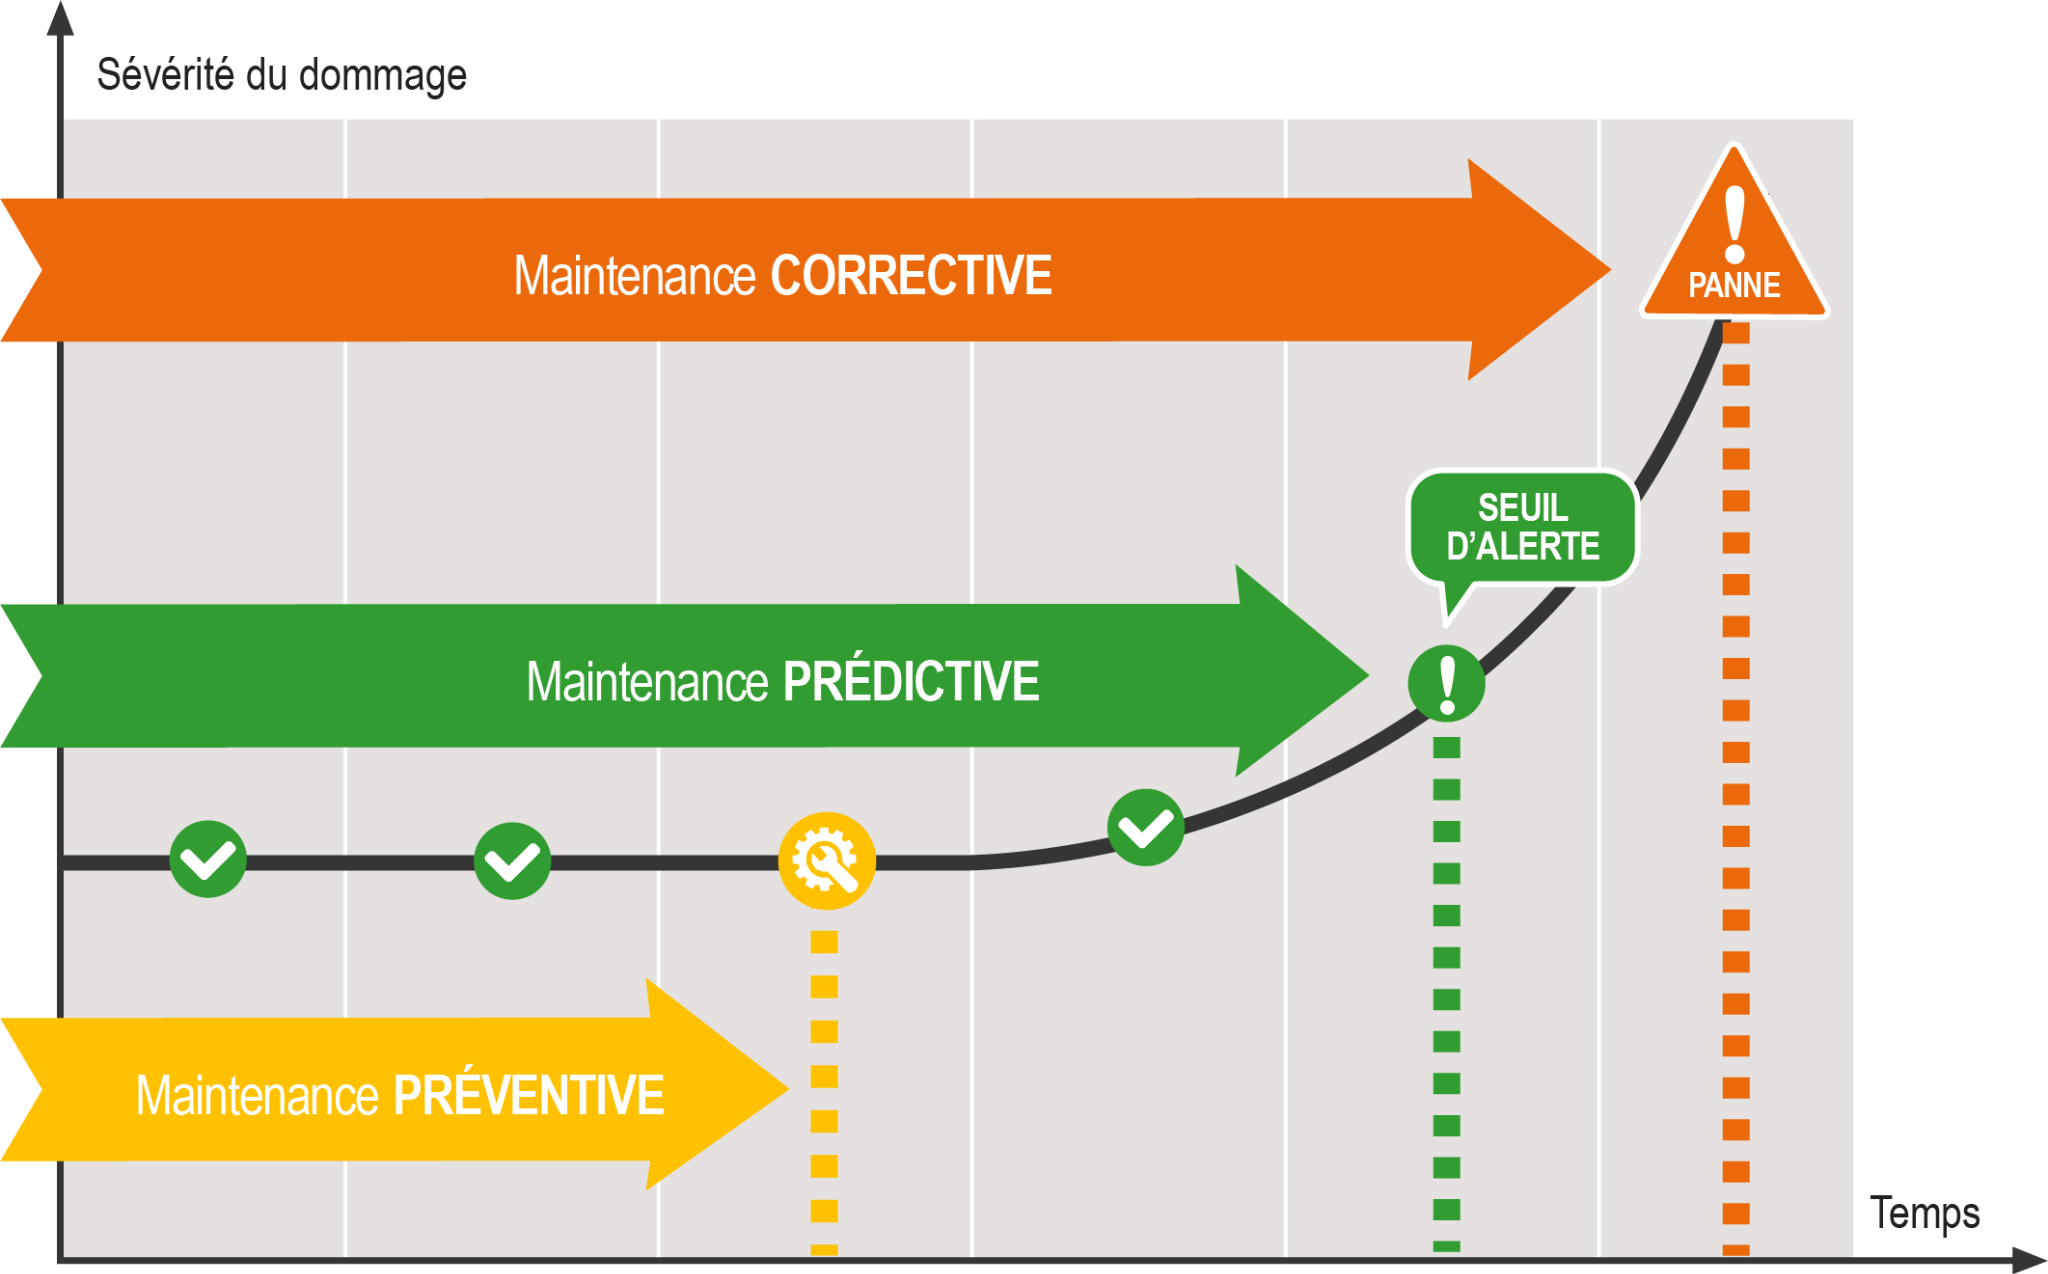 Sévérité du dommage
Maintenance CORRECTIVE
PANNE
SEUIL
D’ALERTE
Maintenance PRÉDICTIVE
Maintenance PRÉVENTIVE
Temps